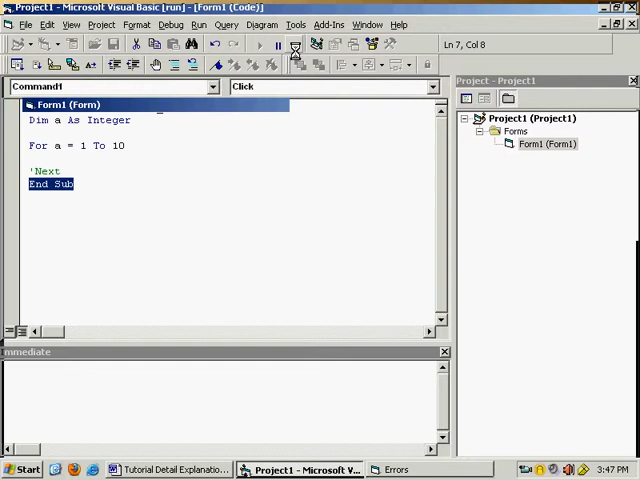 Project1 - Microsoft Visual Basic [run] - [Form1 (Code)]
File Edit View Project Format Debug Run Query Diagram Tools Add-Ins Window Help
Ln 7, Col 8
Command1
Click
Form1 (Form)
Dim a As Integer
For a = 1 To 10
'Next
End Sub
Project - Project1
Project1 (Project1)
Forms
Form1 (Form1)
mmediate
Start
Tutorial Detail Explanatio...
Project1 - Microsoft V...
Errors
3:47 PM